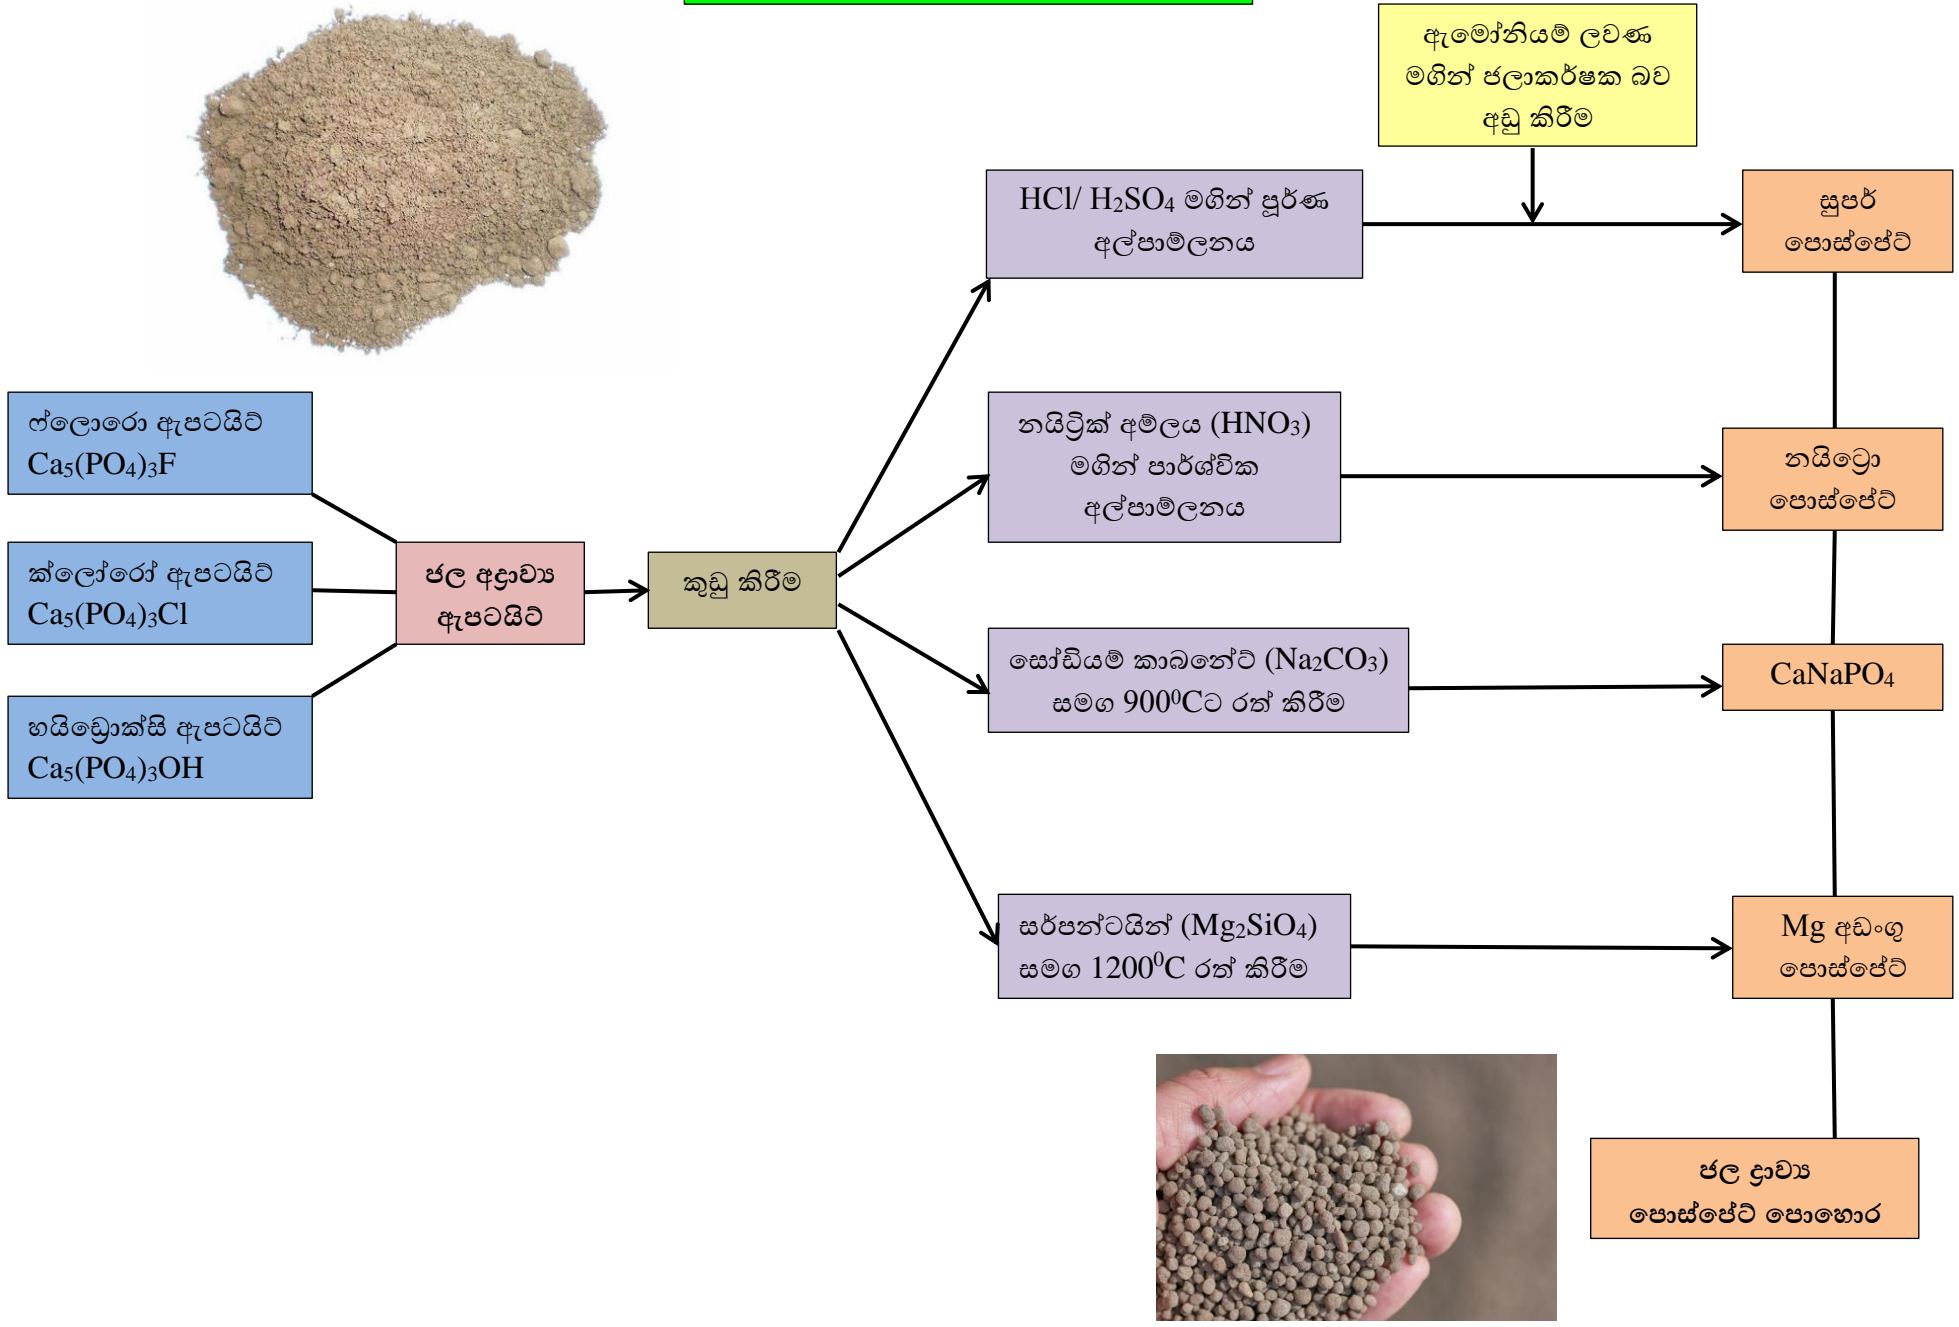 ඇමෝනියම් ලවණ
මගින් ජලාකර්ෂක බව
අඩු කිරීම
HCl/ H₂SO₄ මගින් පූර්ණ
අල්පාම්ලනය
සුපර්
පොස්පේට්
ෆ්ලොරො ඇපටයිට්
Ca₅(PO₄)₃F
නයිට්‍රික් අම්ලය (HNO₃)
මගින් පාර්ශ්වික
අල්පාම්ලනය
නයිට්‍රො
පොස්පේට්
ක්ලෝරෝ ඇපටයිට්
Ca₅(PO₄)₃Cl
ජල අද්‍රාව්‍ය
ඇපටයිට්
කුඩු කිරීම
සෝඩියම් කාබනේට් (Na₂CO₃)
සමග 900⁰Cට රත් කිරීම
CaNaPO₄
හයිඩ්‍රොක්සි ඇපටයිට්
Ca₅(PO₄)₃OH
සර්පන්ටයින් (Mg₂SiO₄)
සමග 1200⁰C රත් කිරීම
Mg අඩංගු
පොස්පේට්
ජල ද්‍රාව්‍ය
පොස්පේට් පොහොර